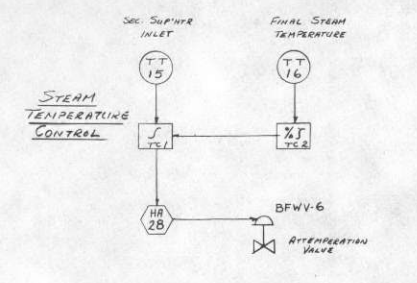 SEC. SUP'HTR
INLET
FINAL STEAM
TEMPERATURE
TT
15
TT
16
STEAM
TEMPERATURE
CONTROL
∫
TC1
%∫
TC2
HA
28
BFWV-6
ATTEMPERATION
VALVE